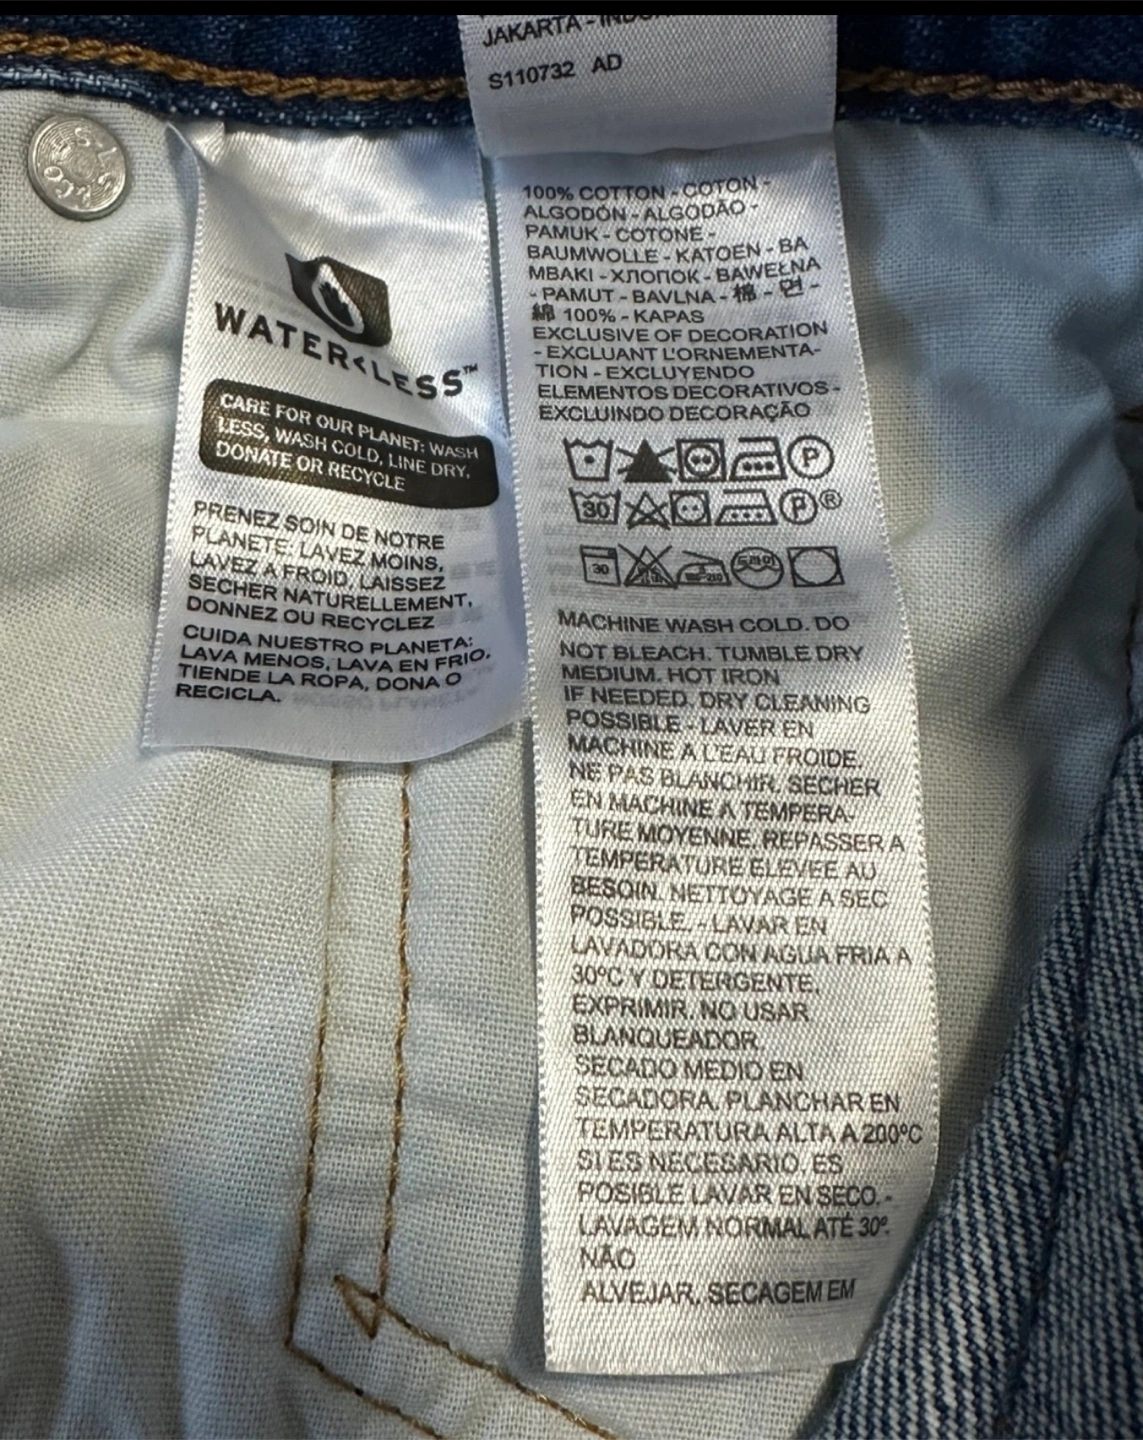 JAKARTA - INDO
S110732 AD
WATER<LESS™
CARE FOR OUR PLANET: WASH
LESS, WASH COLD, LINE DRY,
DONATE OR RECYCLE
PRENEZ SOIN DE NOTRE
PLANETE: LAVEZ MOINS,
LAVEZ A FROID, LAISSEZ
SECHER NATURELLEMENT,
DONNEZ OU RECYCLEZ
CUIDA NUESTRO PLANETA:
LAVA MENOS, LAVA EN FRIO,
TIENDE LA ROPA, DONA O
RECICLA.
100% COTTON - COTON -
ALGODÓN - ALGODÃO -
PAMUK - COTONE -
BAUMWOLLE - KATOEN - ΒΑ
ΜΒΑΚΙ - ХЛОПОК - BAWEŁNA
- PAMUT - BAVLNA - 棉 - 면 -
綿 100% - KAPAS
EXCLUSIVE OF DECORATION
- EXCLUANT L'ORNEMENTA-
TION - EXCLUYENDO
ELEMENTOS DECORATIVOS -
EXCLUINDO DECORAÇÃO
P
30 P®
30
MACHINE WASH COLD. DO
NOT BLEACH. TUMBLE DRY
MEDIUM. HOT IRON
IF NEEDED. DRY CLEANING
POSSIBLE - LAVER EN
MACHINE A L'EAU FROIDE.
NE PAS BLANCHIR. SECHER
EN MACHINE A TEMPERA-
TURE MOYENNE. REPASSER A
TEMPERATURE ELEVEE AU
BESOIN. NETTOYAGE A SEC
POSSIBLE. - LAVAR EN
LAVADORA CON AGUA FRIA A
30ºC Y DETERGENTE.
EXPRIMIR. NO USAR
BLANQUEADOR.
SECADO MEDIO EN
SECADORA. PLANCHAR EN
TEMPERATURA ALTA A 200ºC
SI ES NECESARIO. ES
POSIBLE LAVAR EN SECO. -
LAVAGEM NORMAL ATÉ 30º.
NÃO
ALVEJAR. SECAGEM EM